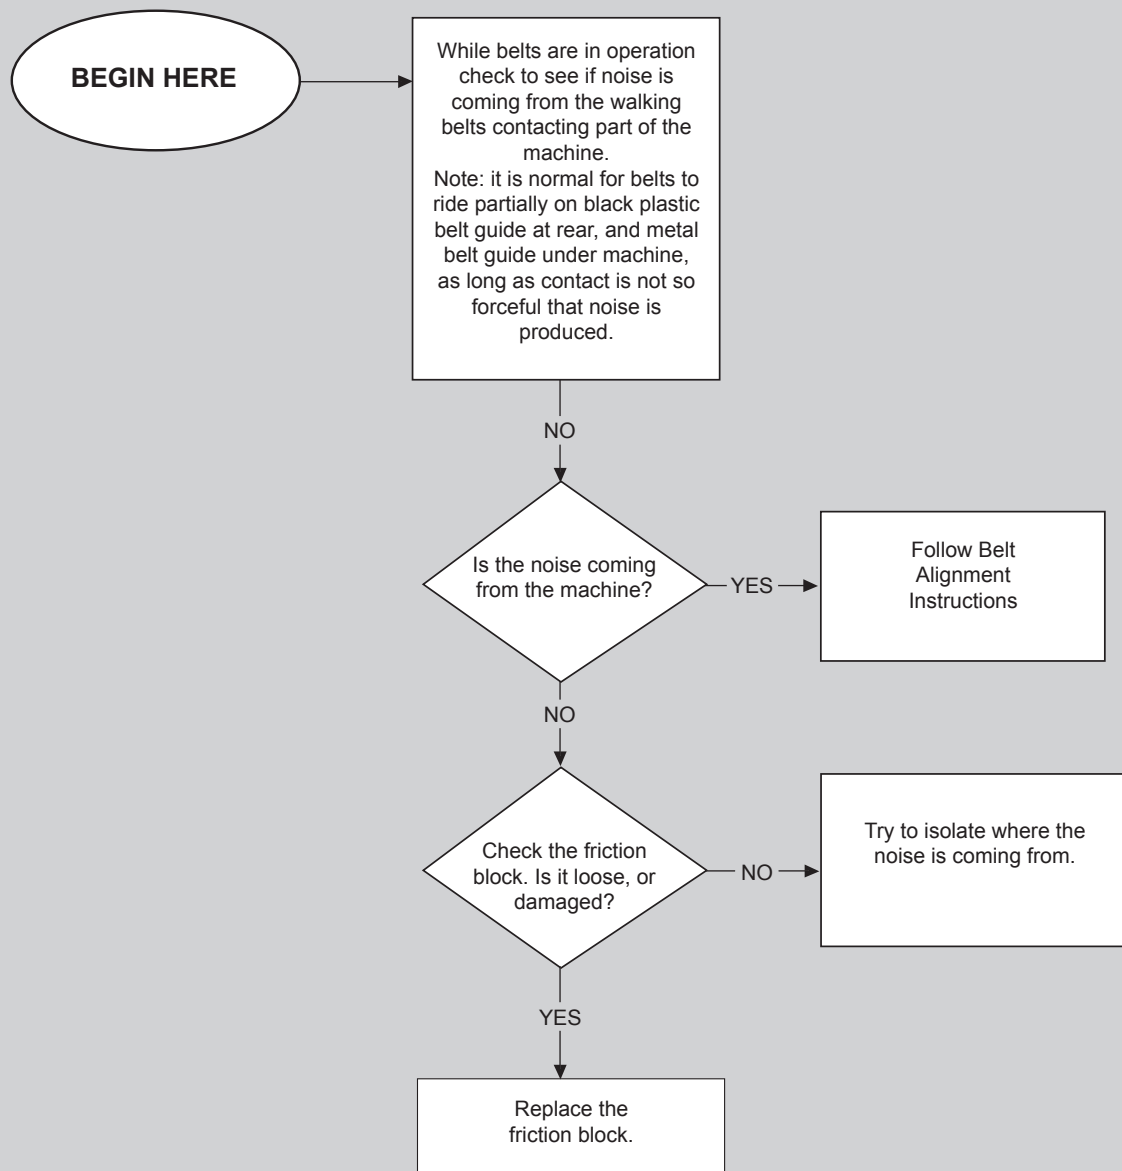 BEGIN HERE
While belts are in operation
check to see if noise is
coming from the walking
belts contacting part of the
machine.
Note: it is normal for belts to
ride partially on black plastic
belt guide at rear, and metal
belt guide under machine,
as long as contact is not so
forceful that noise is
produced.
NO
Is the noise coming
from the machine?
YES
Follow Belt
Alignment
Instructions
NO
Check the friction
block. Is it loose, or
damaged?
NO
Try to isolate where the
noise is coming from.
YES
Replace the
friction block.